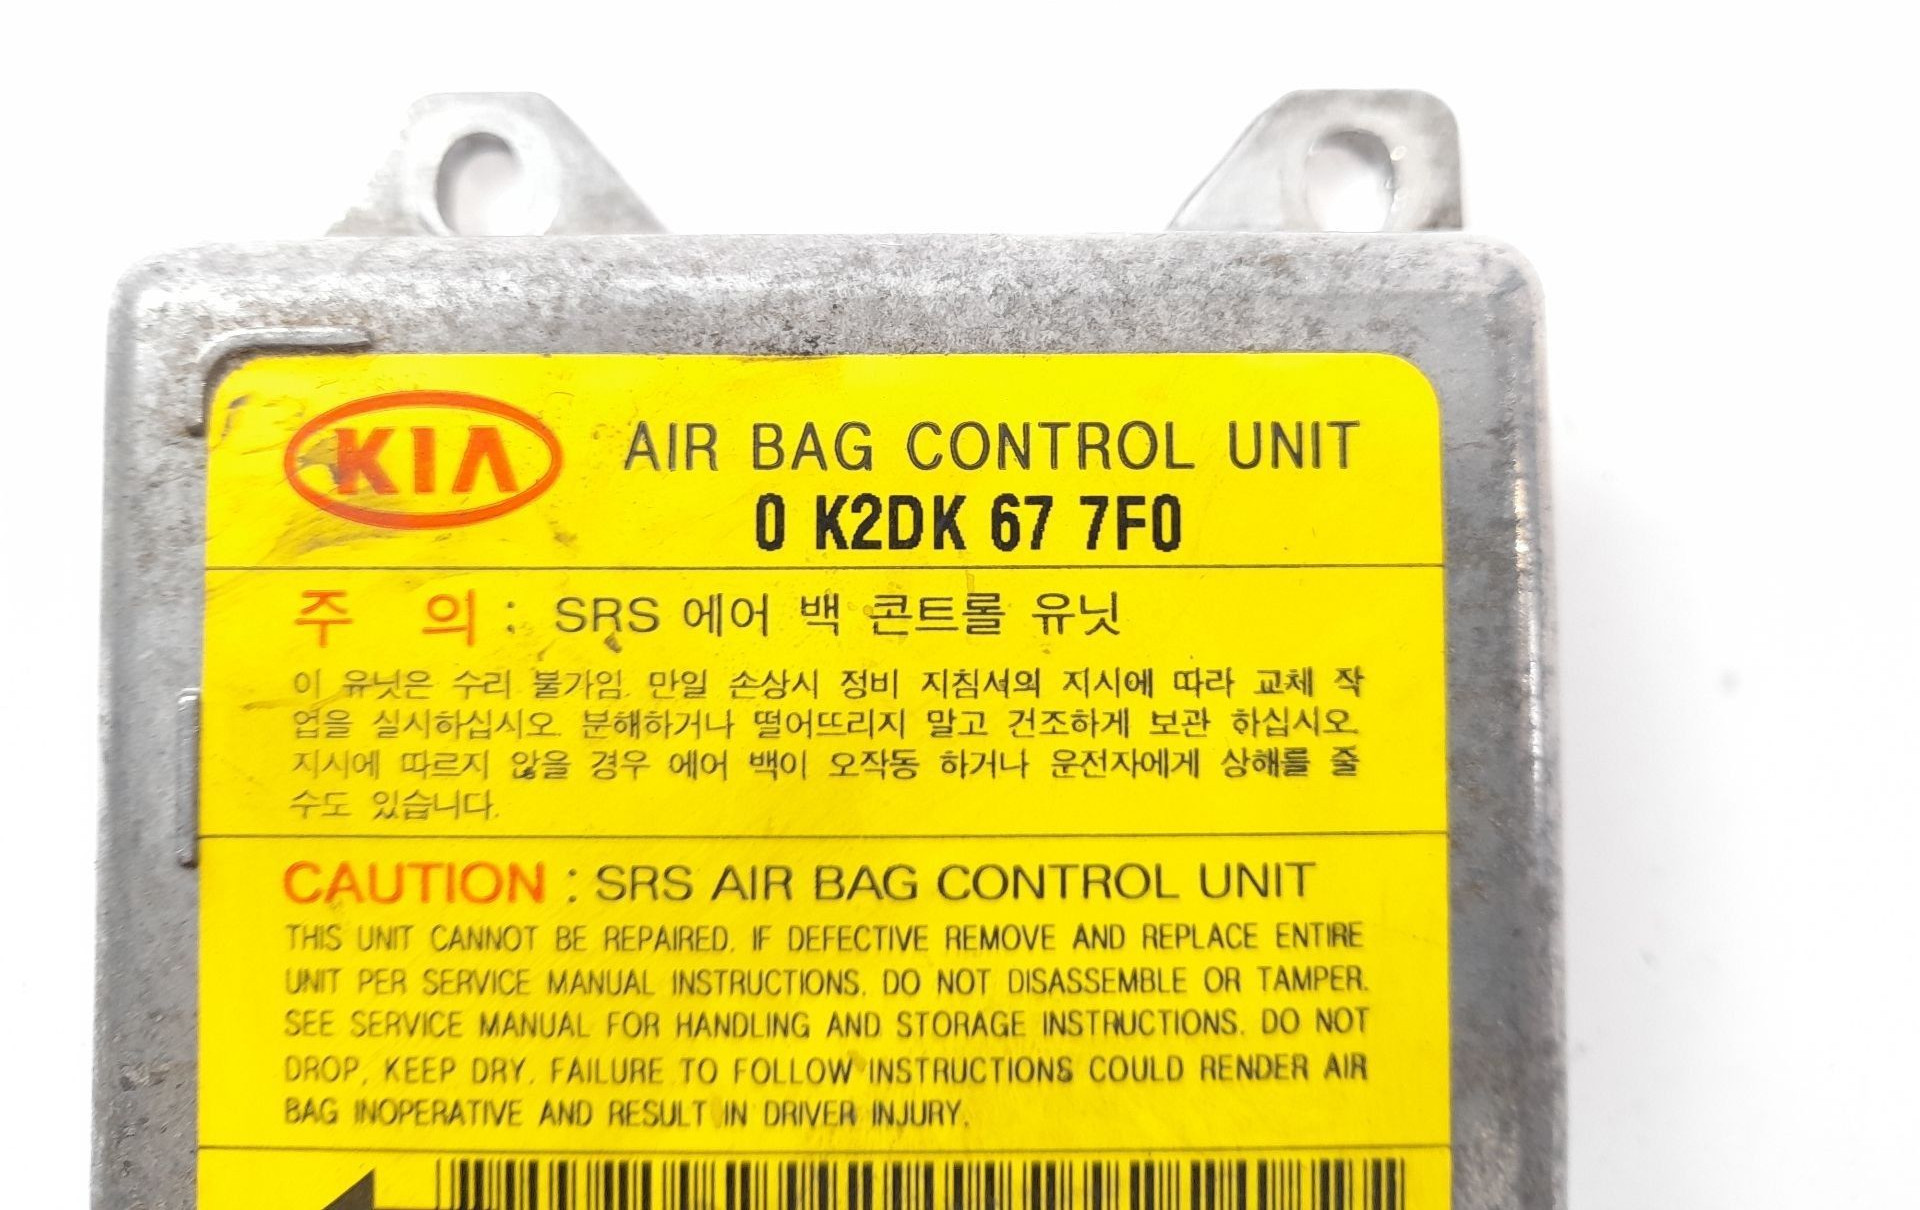 KIA AIR BAG CONTROL UNIT
0 K2DK 67 7F0
주 의 : SRS 에어 백 콘트롤 유닛
이 유닛은 수리 불가임. 만일 손상시 정비 지침서의 지시에 따라 교체 작
업을 실시하십시오. 분해하거나 떨어뜨리지 말고 건조하게 보관 하십시오.
지시에 따르지 않을 경우 에어 백이 오작동 하거나 운전자에게 상해를 줄
수도 있습니다.
CAUTION : SRS AIR BAG CONTROL UNIT
THIS UNIT CANNOT BE REPAIRED. IF DEFECTIVE REMOVE AND REPLACE ENTIRE
UNIT PER SERVICE MANUAL INSTRUCTIONS. DO NOT DISASSEMBLE OR TAMPER.
SEE SERVICE MANUAL FOR HANDLING AND STORAGE INSTRUCTIONS. DO NOT
DROP, KEEP DRY. FAILURE TO FOLLOW INSTRUCTIONS COULD RENDER AIR
BAG INOPERATIVE AND RESULT IN DRIVER INJURY.